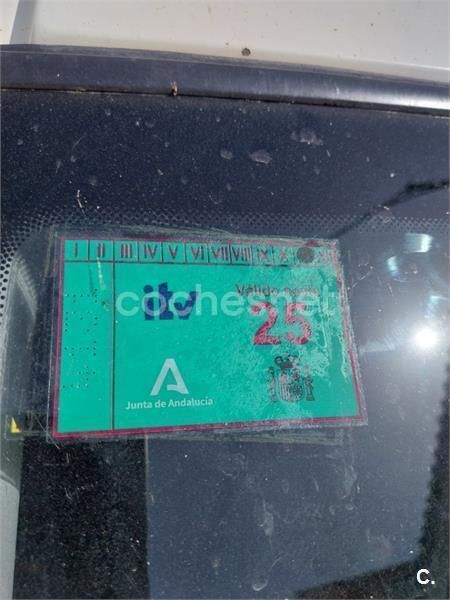 I II III IV V VI VII VIII IX X
itv
Válido hasta
25
coches.net
Junta de Andalucía
C.